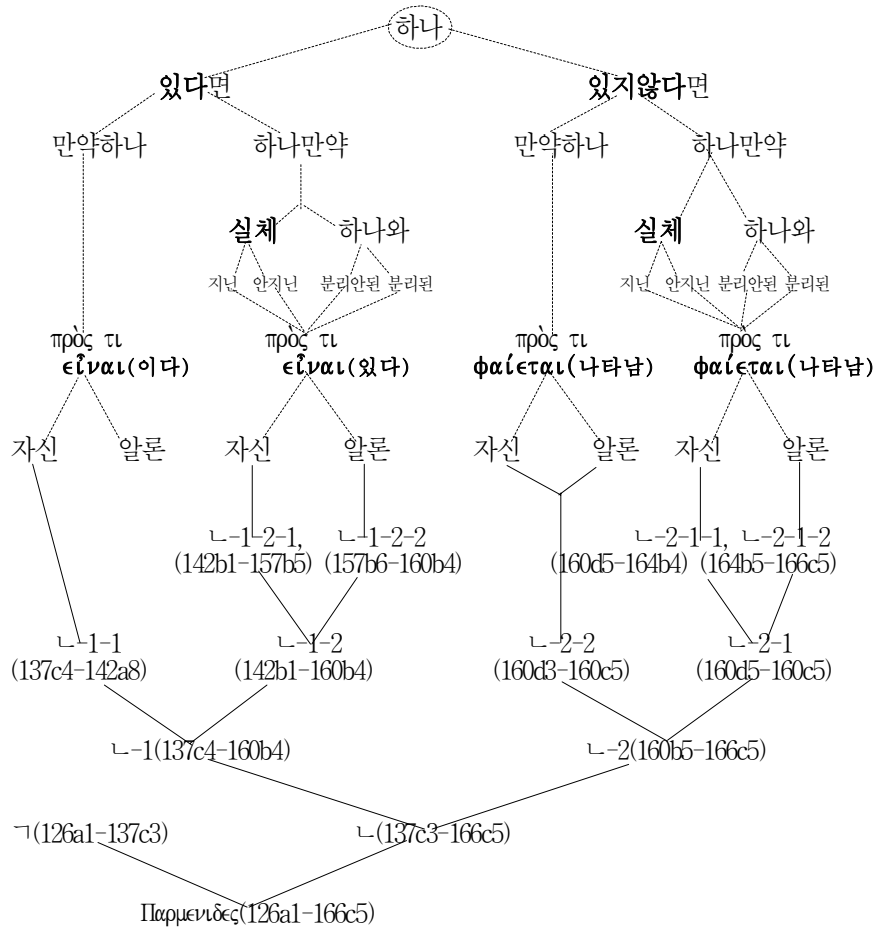 하나
있다면 있지않다면
만약하나 하나만약 만약하나 하나만약
실체 하나와 실체 하나와
지닌 안지닌 분리안된 분리된 지닌 안지닌 분리안된 분리된
πρὸς τι πρὸς τι πρὸς τι πρὸς τι
εἶναι(이다) εἶναι(있다) φαίεται(나타남) φαίεται(나타남)
자신 알론 자신 알론 자신 알론 자신 알론
ㄴ-1-2-1, ㄴ-1-2-2 ㄴ-2-1-1, ㄴ-2-1-2
(142b1-157b5) (157b6-160b4) (160d5-164b4) (164b5-166c5)
ㄴ-1-1 ㄴ-1-2 ㄴ-2-2 ㄴ-2-1
(137c4-142a8) (142b1-160b4) (160d3-160c5) (160d5-160c5)
ㄴ-1(137c4-160b4) ㄴ-2(160b5-166c5)
ㄱ(126a1-137c3) ㄴ(137c3-166c5)
Παρμενιδες(126a1-166c5)